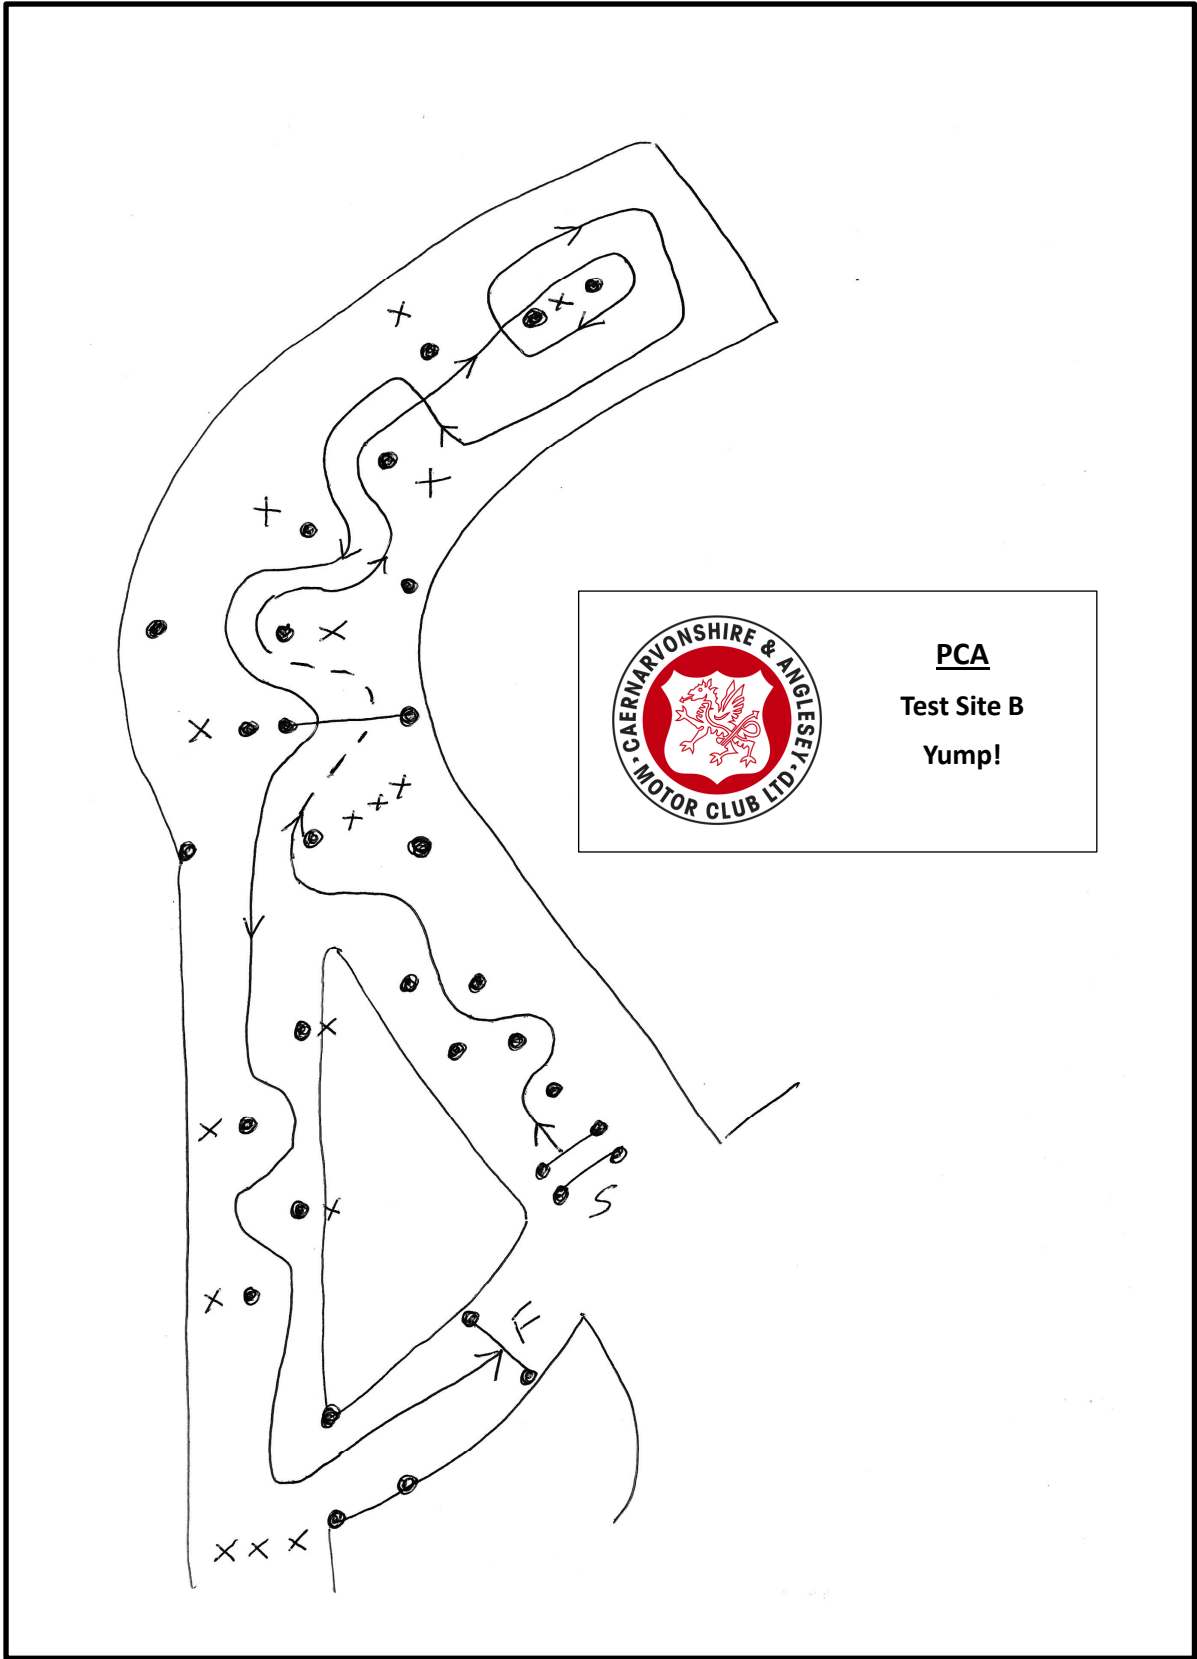 CAERNARVONSHIRE & ANGLESEY
• MOTOR CLUB LTD •
PCA
Test Site B
Yump!
S
F